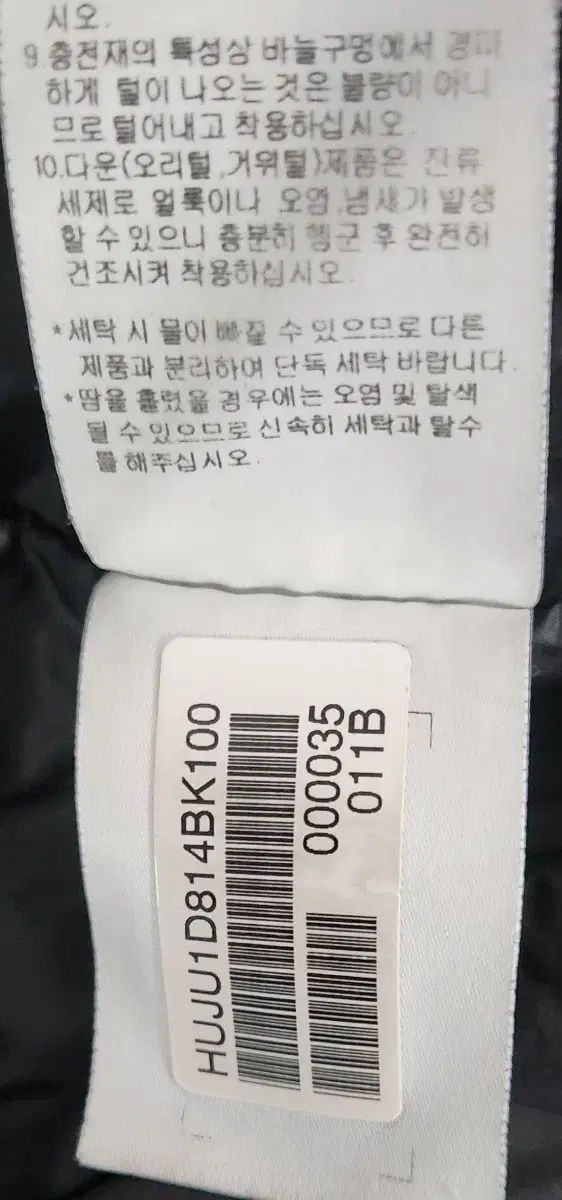 시오.
9.충전재의 특성상 바늘구멍에서 경미
하게 털이 나오는 것은 불량이 아니
므로 털어내고 착용하십시오.
10.다운(오리털,거위털)제품은 잔류
세제로 얼룩이나 오염,냄새가 발생
할 수 있으니 충분히 헹군 후 완전히
건조시켜 착용하십시오.
*세탁 시 물이 빠질 수 있으므로 다른
제품과 분리하여 단독 세탁 바랍니다.
*땀을 흘렸을 경우에는 오염 및 탈색
될 수 있으므로 신속히 세탁과 탈수
를 해주십시오.
HUJU1D814BK100
000035
011B